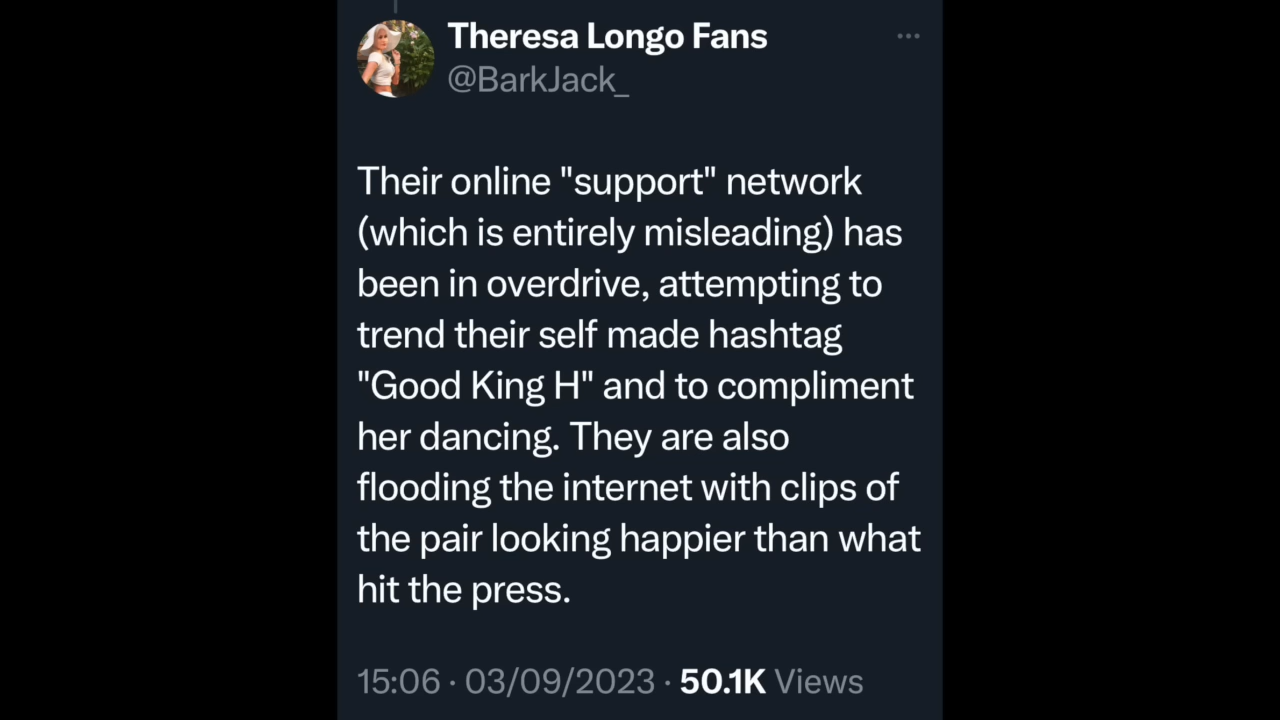 Theresa Longo Fans
@BarkJack_
Their online "support" network
(which is entirely misleading) has
been in overdrive, attempting to
trend their self made hashtag
"Good King H" and to compliment
her dancing. They are also
flooding the internet with clips of
the pair looking happier than what
hit the press.
15:06 · 03/09/2023 · 50.1K Views